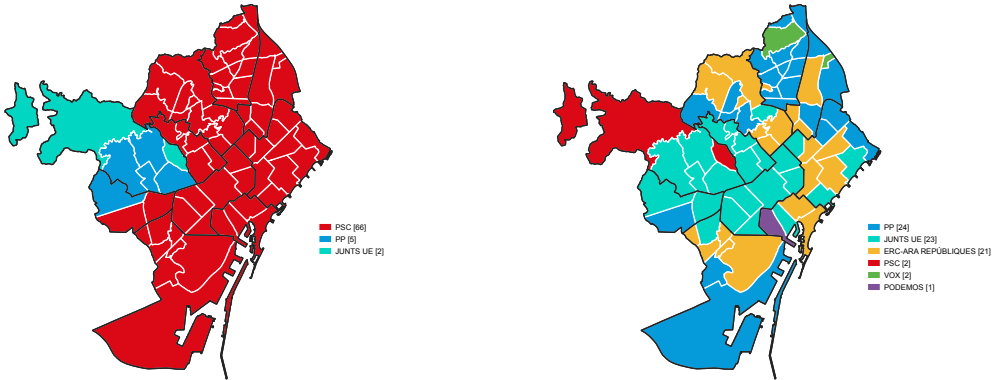 PSC [66]
PP [5]
JUNTS UE [2]
PP [24]
JUNTS UE [23]
ERC-ARA REPÚBLIQUES [21]
PSC [2]
VOX [2]
PODEMOS [1]